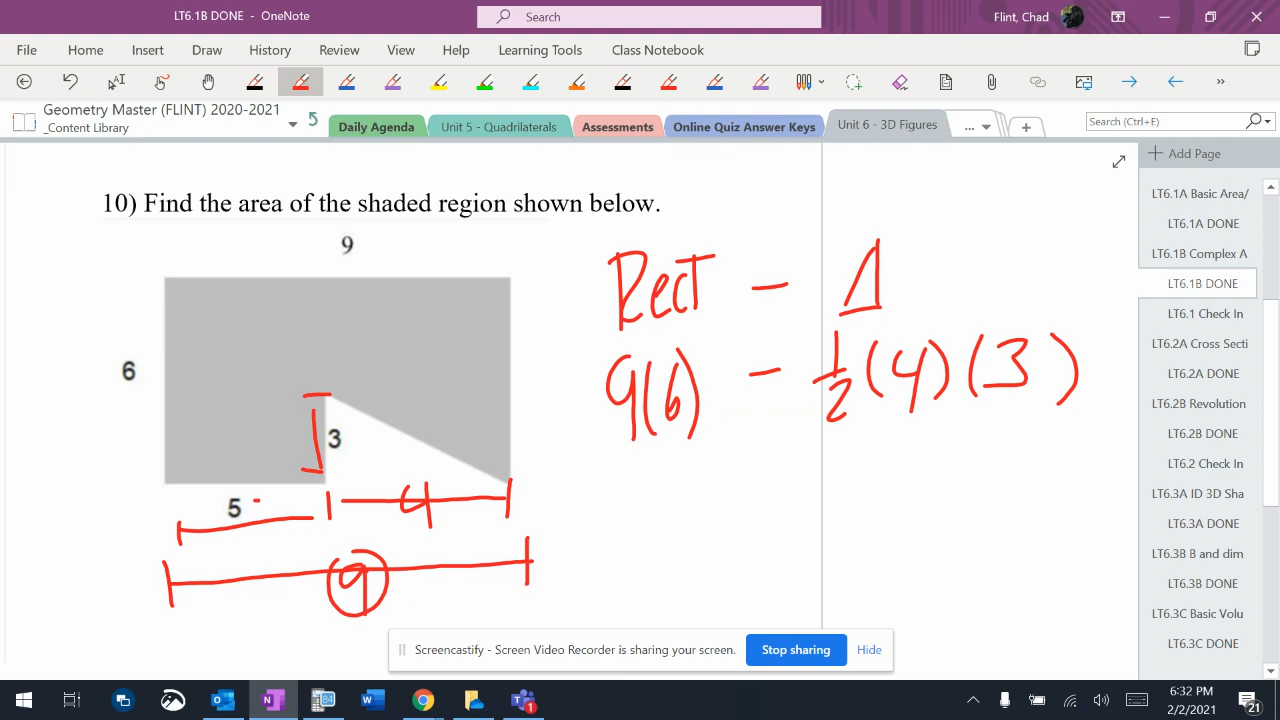 LT6.1B DONE - OneNote
Search
Flint, Chad
File Home Insert Draw History Review View Help Learning Tools Class Notebook
Geometry Master (FLINT) 2020-2021
_Content Library
Daily Agenda
Unit 5 - Quadrilaterals
Assessments
Online Quiz Answer Keys
Unit 6 - 3D Figures
...
Search (Ctrl+E)
Add Page
LT6.1A Basic Area/
LT6.1A DONE
LT6.1B Complex A
LT6.1B DONE
LT6.1 Check In
LT6.2A Cross Secti
LT6.2A DONE
LT6.2B Revolution
LT6.2B DONE
LT6.2 Check In
LT6.3A ID 3D Sha
LT6.3A DONE
LT6.3B B and dim
LT6.3B DONE
LT6.3C Basic Volu
LT6.3C DONE
10) Find the area of the shaded region shown below.
9
6
3
5
4
9
Rect - Δ
9(6) - 1/2 (4)(3)
Screencastify - Screen Video Recorder is sharing your screen.
Stop sharing
Hide
84
1
6:32 PM
2/2/2021
21